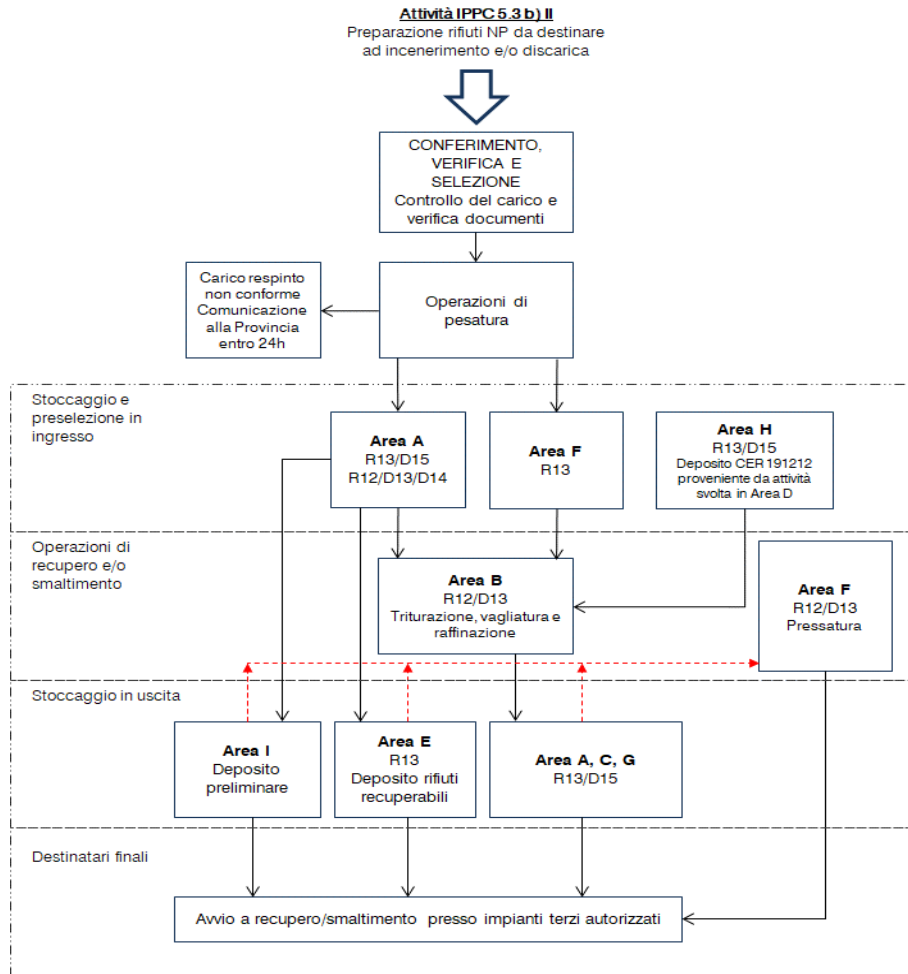 Attività IPPC 5.3 b) II
Preparazione rifiuti NP da destinare
ad incenerimento e/o discarica
CONFERIMENTO,
VERIFICA E
SELEZIONE
Controllo del carico e
verifica documenti
Carico respinto
non conforme
Comunicazione
alla Provincia
entro 24h
Operazioni di
pesatura
Stoccaggio e
preselezione in
ingresso
Area A
R13/D15
R12/D13/D14
Area F
R13
Area H
R13/D15
Deposito CER 191212
proveniente da attività
svolta in Area D
Operazioni di
recupero e/o
smaltimento
Area B
R12/D13
Triturazione, vagliatura e
raffinazione
Area F
R12/D13
Pressatura
Stoccaggio in uscita
Area I
Deposito
preliminare
Area E
R13
Deposito rifiuti
recuperabili
Area A, C, G
R13/D15
Destinatari finali
Avvio a recupero/smaltimento presso impianti terzi autorizzati